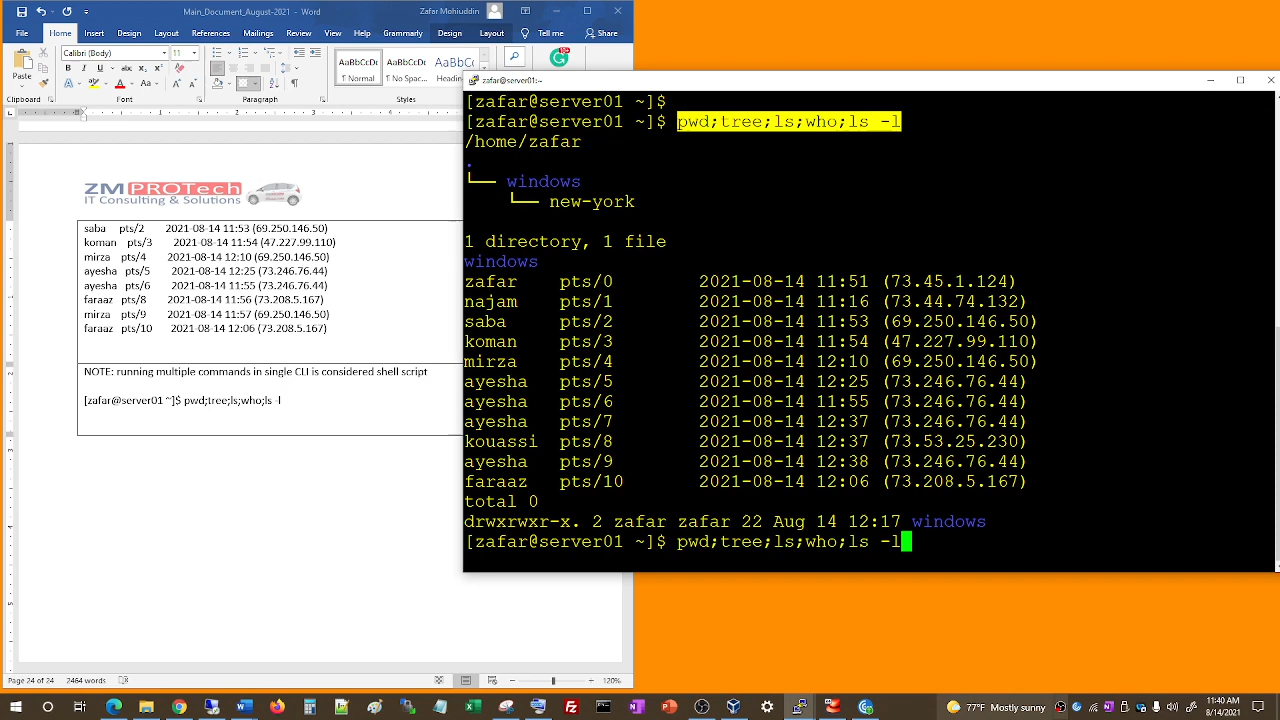 Main_Document_August-2021 - Word
Zafar Mohiuddin
File Home Insert Draw Design Layout References Mailings Review View Help Grammarly Design Layout Tell me Share
Calibri (Body) 11
Paste
Clipboard Font Paragraph Styles
AaBbCcDc AaBbCcDc AaBbCc
¶ Normal ¶ No Spac... Heading
ZMPROTech
IT Consulting & Solutions
saba pts/2 2021-08-14 11:53 (69.250.146.50)
koman pts/3 2021-08-14 11:54 (47.227.99.110)
mirza pts/4 2021-08-14 12:10 (69.250.146.50)
ayesha pts/5 2021-08-14 12:25 (73.246.76.44)
ayesha pts/6 2021-08-14 11:55 (73.246.76.44)
faraaz pts/8 2021-08-14 11:56 (73.208.5.167)
mirza pts/9 2021-08-14 11:57 (69.250.146.50)
faraaz pts/10 2021-08-14 12:06 (73.208.5.167)
NOTE: running multiple commands in single CLI is considered shell script
[zafar@server01 ~]$ pwd;tree;ls;who;ls -l
Page 24 of 24 2464 words 120%
zafar@server01:~
[zafar@server01 ~]$
[zafar@server01 ~]$ pwd;tree;ls;who;ls -l
/home/zafar
.
└── windows
    └── new-york
1 directory, 1 file
windows
zafar pts/0 2021-08-14 11:51 (73.45.1.124)
najam pts/1 2021-08-14 11:16 (73.44.74.132)
saba pts/2 2021-08-14 11:53 (69.250.146.50)
koman pts/3 2021-08-14 11:54 (47.227.99.110)
mirza pts/4 2021-08-14 12:10 (69.250.146.50)
ayesha pts/5 2021-08-14 12:25 (73.246.76.44)
ayesha pts/6 2021-08-14 11:55 (73.246.76.44)
ayesha pts/7 2021-08-14 12:37 (73.246.76.44)
kouassi pts/8 2021-08-14 12:37 (73.53.25.230)
ayesha pts/9 2021-08-14 12:38 (73.246.76.44)
faraaz pts/10 2021-08-14 12:06 (73.208.5.167)
total 0
drwxrwxr-x. 2 zafar zafar 22 Aug 14 12:17 windows
[zafar@server01 ~]$ pwd;tree;ls;who;ls -l
77°F Mostly sunny
11:40 AM
8/14/2021